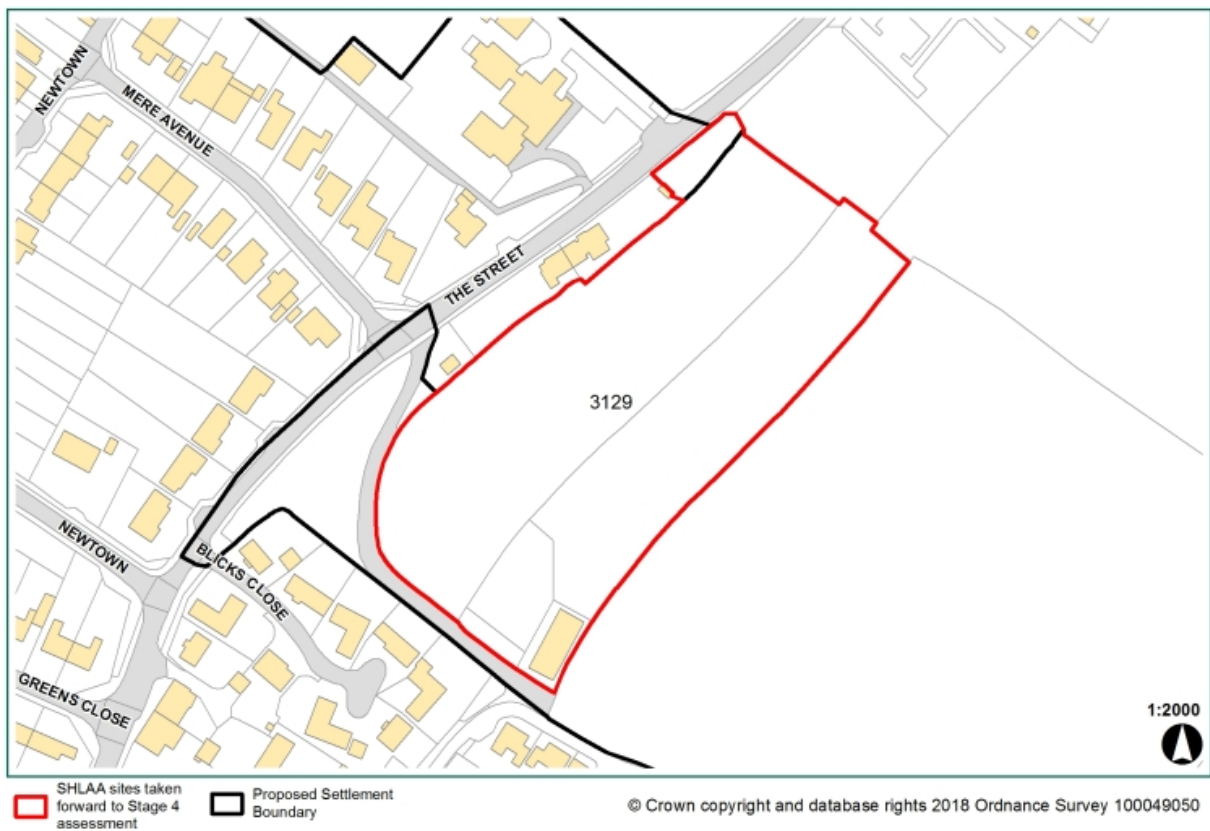 NEWTOWN
MERE AVENUE
THE STREET
3129
NEWTOWN
BLICKS CLOSE
GREENS CLOSE
1:2000
SHLAA sites taken
forward to Stage 4
assessment
Proposed Settlement
Boundary
© Crown copyright and database rights 2018 Ordnance Survey 100049050